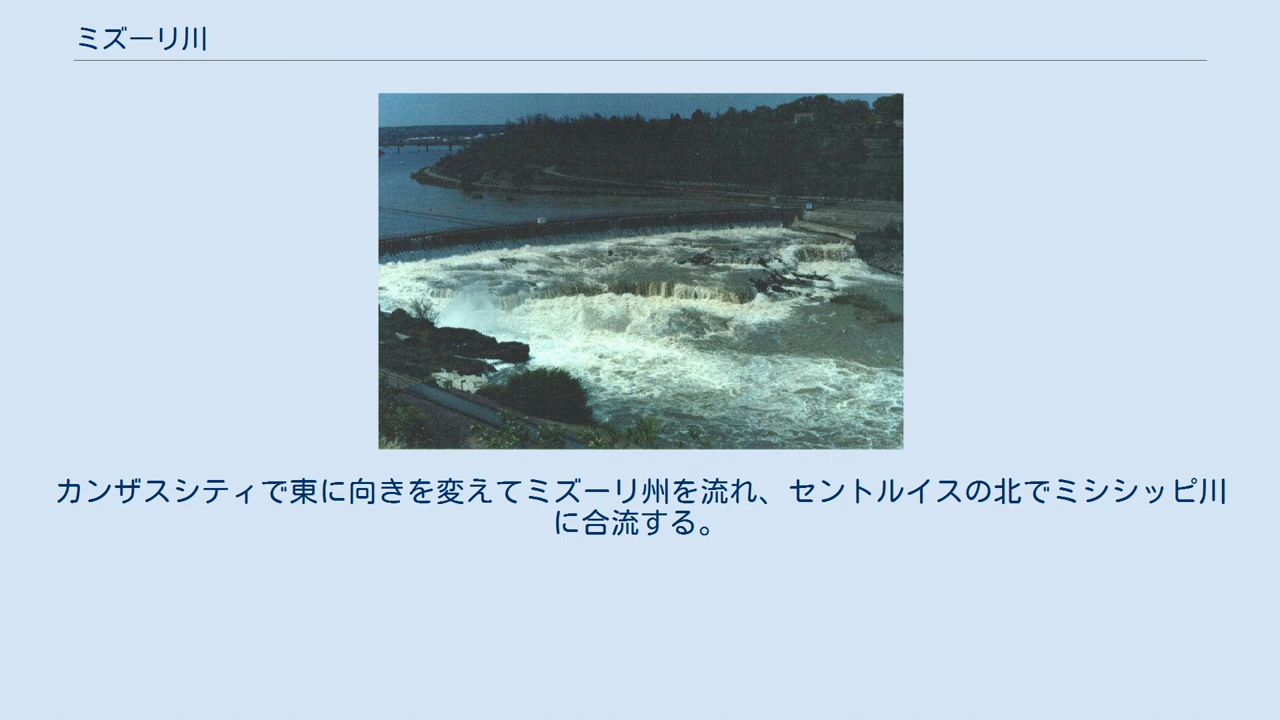 ミズーリ川
カンザスシティで東に向きを変えてミズーリ州を流れ、セントルイスの北でミシシッピ川
に合流する。